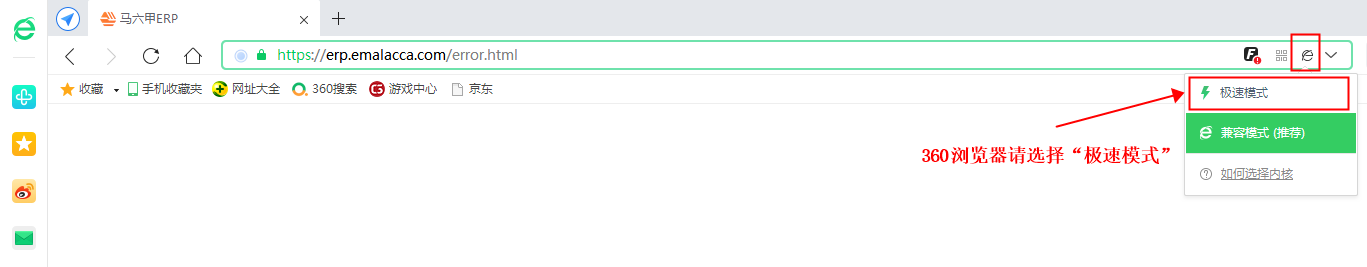 马六甲ERP
https://erp.emalacca.com/error.html
收藏 手机收藏夹 网址大全 360搜索 游戏中心 京东
极速模式
兼容模式 (推荐)
360浏览器请选择“极速模式”
如何选择内核